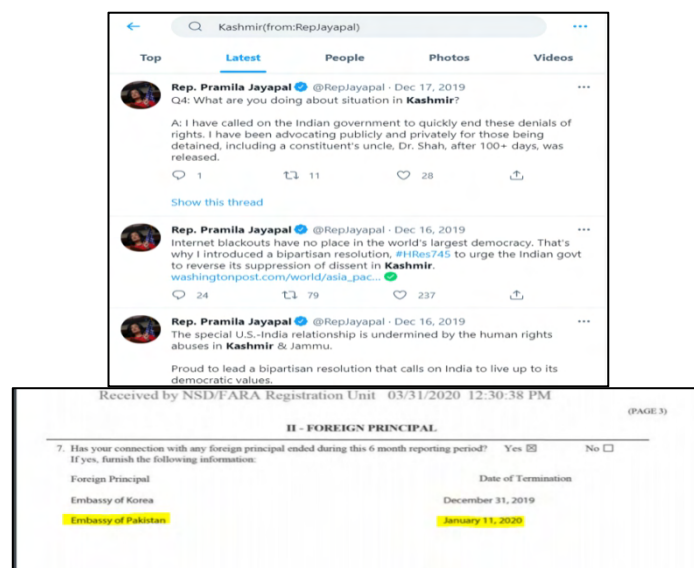 Kashmir(from:RepJayapal)
Top Latest People Photos Videos
Rep. Pramila Jayapal @RepJayapal · Dec 17, 2019
Q4: What are you doing about situation in Kashmir?
A: I have called on the Indian government to quickly end these denials of
rights. I have been advocating publicly and privately for those being
detained, including a constituent's uncle, Dr. Shah, after 100+ days, was
released.
1 11 28
Show this thread
Rep. Pramila Jayapal @RepJayapal · Dec 16, 2019
Internet blackouts have no place in the world's largest democracy. That's
why I introduced a bipartisan resolution, #HRes745 to urge the Indian govt
to reverse its suppression of dissent in Kashmir.
washingtonpost.com/world/asia_pac...
24 79 237
Rep. Pramila Jayapal @RepJayapal · Dec 16, 2019
The special U.S.-India relationship is undermined by the human rights
abuses in Kashmir & Jammu.
Proud to lead a bipartisan resolution that calls on India to live up to its
democratic values.
Received by NSD/FARA Registration Unit 03/31/2020 12:30:38 PM
(PAGE 3)
II - FOREIGN PRINCIPAL
7. Has your connection with any foreign principal ended during this 6 month reporting period? Yes ☒ No ☐
If yes, furnish the following information:
Foreign Principal Date of Termination
Embassy of Korea December 31, 2019
Embassy of Pakistan January 11, 2020